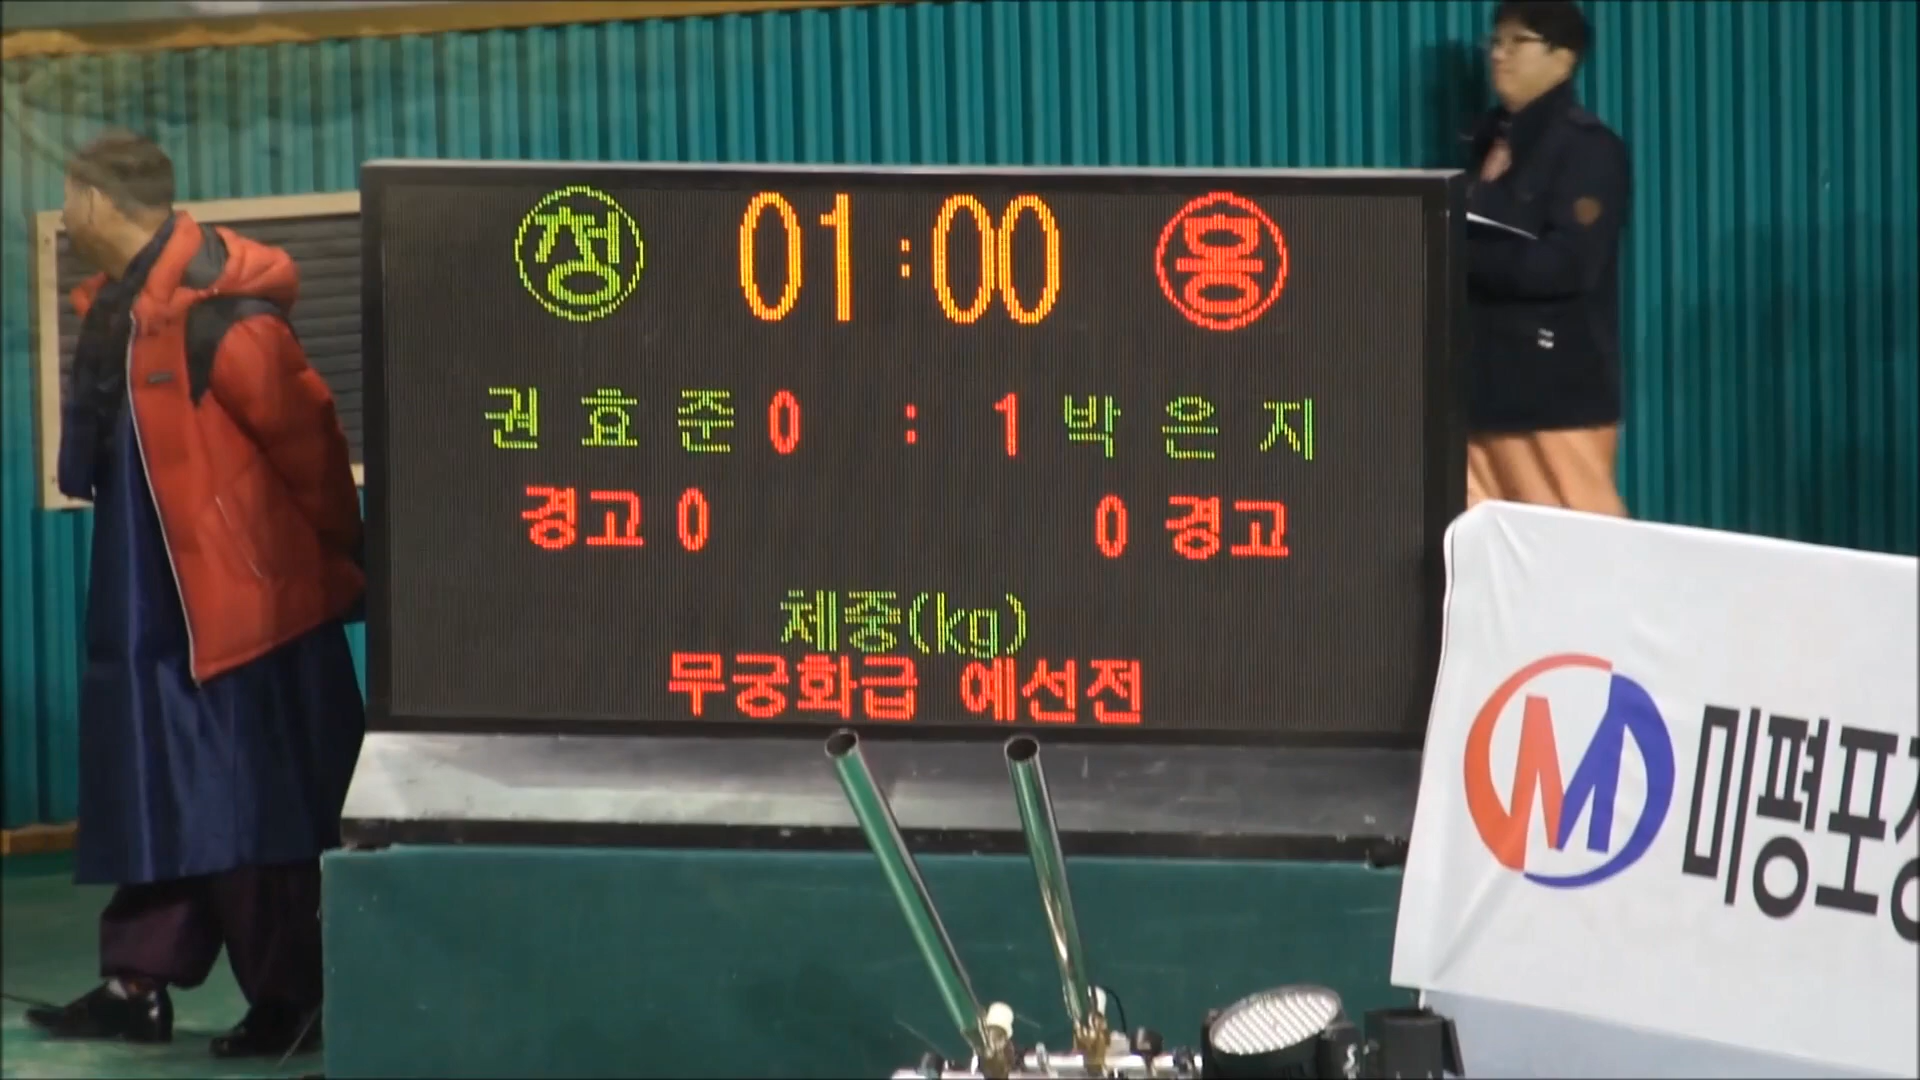 청 01:00 홍
권효준 0 : 1 박은지
경고 0 0 경고
체중(kg)
무궁화급 예선전
미평포